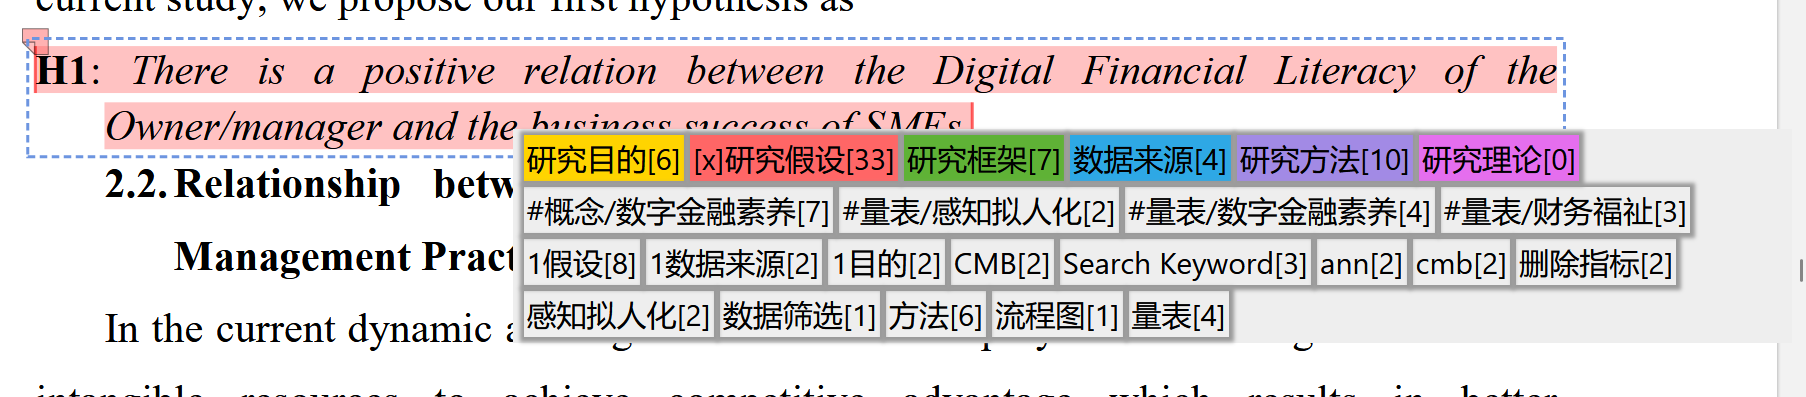 current study, we propose our first hypothesis as
H1: There is a positive relation between the Digital Financial Literacy of the
Owner/manager and the business success of SMEs.
研究目的[6] [x]研究假设[33] 研究框架[7] 数据来源[4] 研究方法[10] 研究理论[0]
2.2. Relationship betw
#概念/数字金融素养[7] #量表/感知拟人化[2] #量表/数字金融素养[4] #量表/财务福祉[3]
Management Pract
1假设[8] 1数据来源[2] 1目的[2] CMB[2] Search Keyword[3] ann[2] cmb[2] 删除指标[2]
In the current dynamic a
感知拟人化[2] 数据筛选[1] 方法[6] 流程图[1] 量表[4]
intangible resources to achieve competitive advantage which results in better